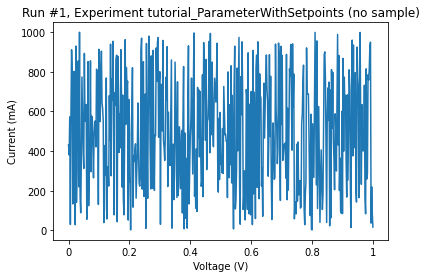 Run #1, Experiment tutorial_ParameterWithSetpoints (no sample)
1000
800
600
400
200
0
Current (mA)
0 0.2 0.4 0.6 0.8 1
Voltage (V)